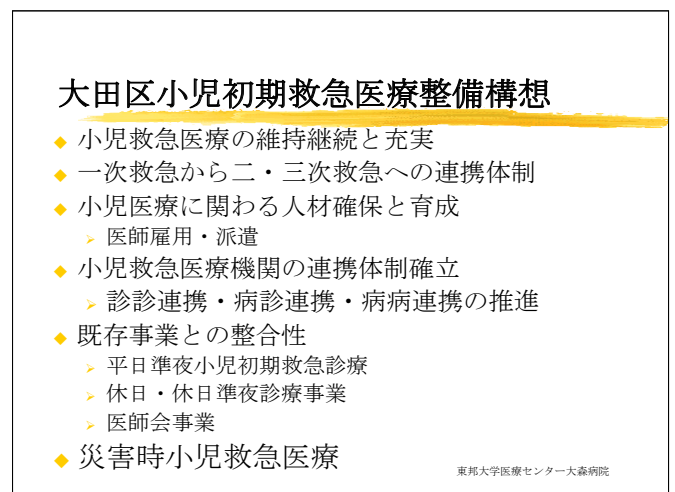 大田区小児初期救急医療整備構想
小児救急医療の維持継続と充実
一次救急から二・三次救急への連携体制
小児医療に関わる人材確保と育成
医師雇用・派遣
小児救急医療機関の連携体制確立
診診連携・病診連携・病病連携の推進
既存事業との整合性
平日準夜小児初期救急診療
休日・休日準夜診療事業
医師会事業
災害時小児救急医療
東邦大学医療センター大森病院